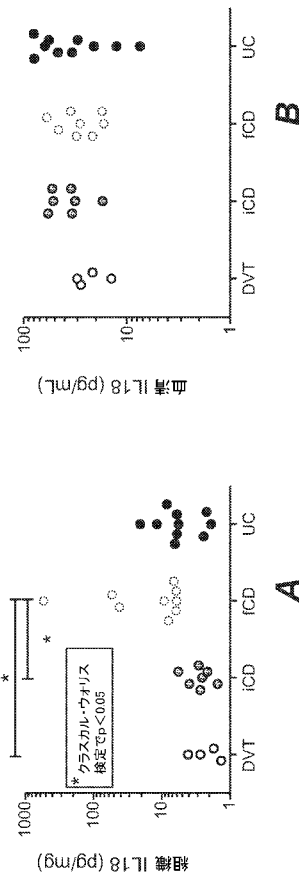 組織 IL18 (pg/mg)
1000
100
10
1
*
*
* クラスカル・ウォリス
検定でp<0.05
DVT
iCD
fCD
UC
A
血清 IL18 (pg/mL)
100
10
1
DVT
iCD
fCD
UC
B